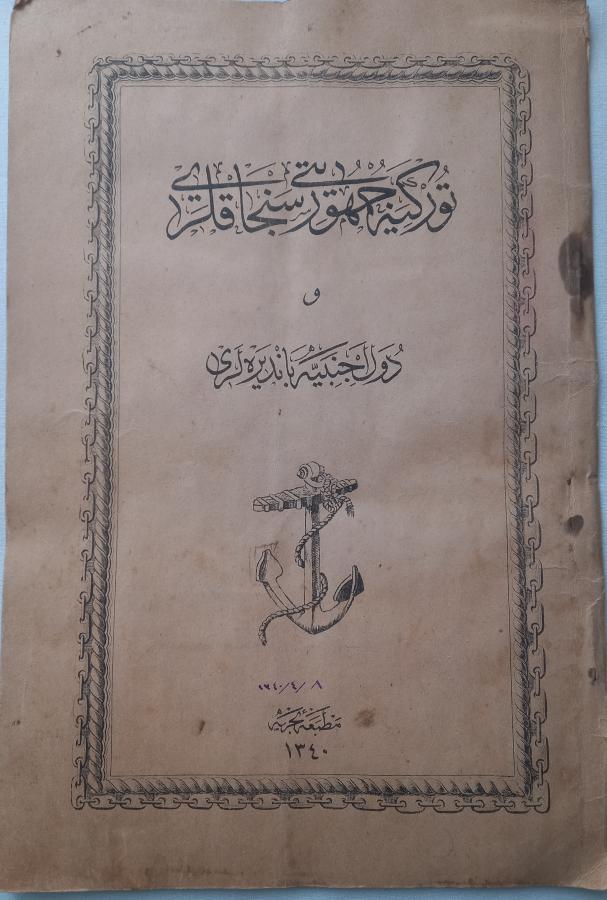 توركیه جمهوریتی سنجاقلری
و
دول اجنبیه باندیره لری
مطبعهٔ بحریه
١٣٤٠